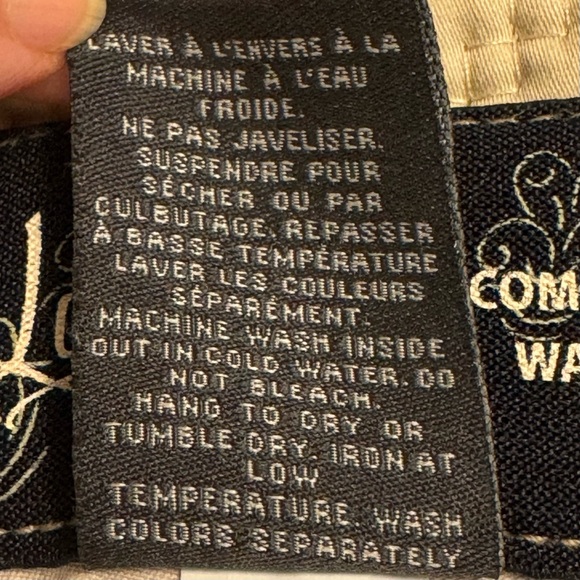 LAVER À L'ENVERS À LA
MACHINE À L'EAU
FROIDE.
NE PAS JAVELISER.
SUSPENDRE POUR
SÉCHER OU PAR
CULBUTAGE. REPASSER
À BASSE TEMPÉRATURE
LAVER LES COULEURS
SÉPARÉMENT.
MACHINE WASH INSIDE
OUT IN COLD WATER. DO
NOT BLEACH.
HANG TO DRY OR
TUMBLE DRY. IRON AT
LOW
TEMPERATURE. WASH
COLORS SEPARATELY
COM
WA